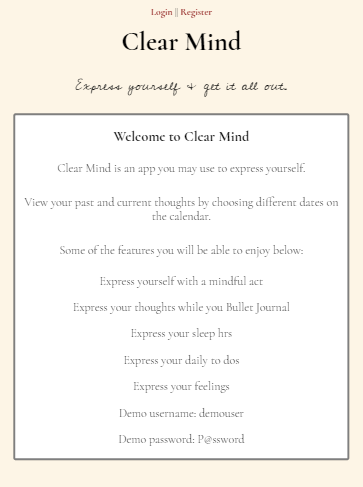 Login || Register
Clear Mind
Express yourself & get it all out.
Welcome to Clear Mind
Clear Mind is an app you may use to express yourself.
View your past and current thoughts by choosing different dates on
the calendar.
Some of the features you will be able to enjoy below:
Express yourself with a mindful act
Express your thoughts while you Bullet Journal
Express your sleep hrs
Express your daily to dos
Express your feelings
Demo username: demouser
Demo password: P@ssword